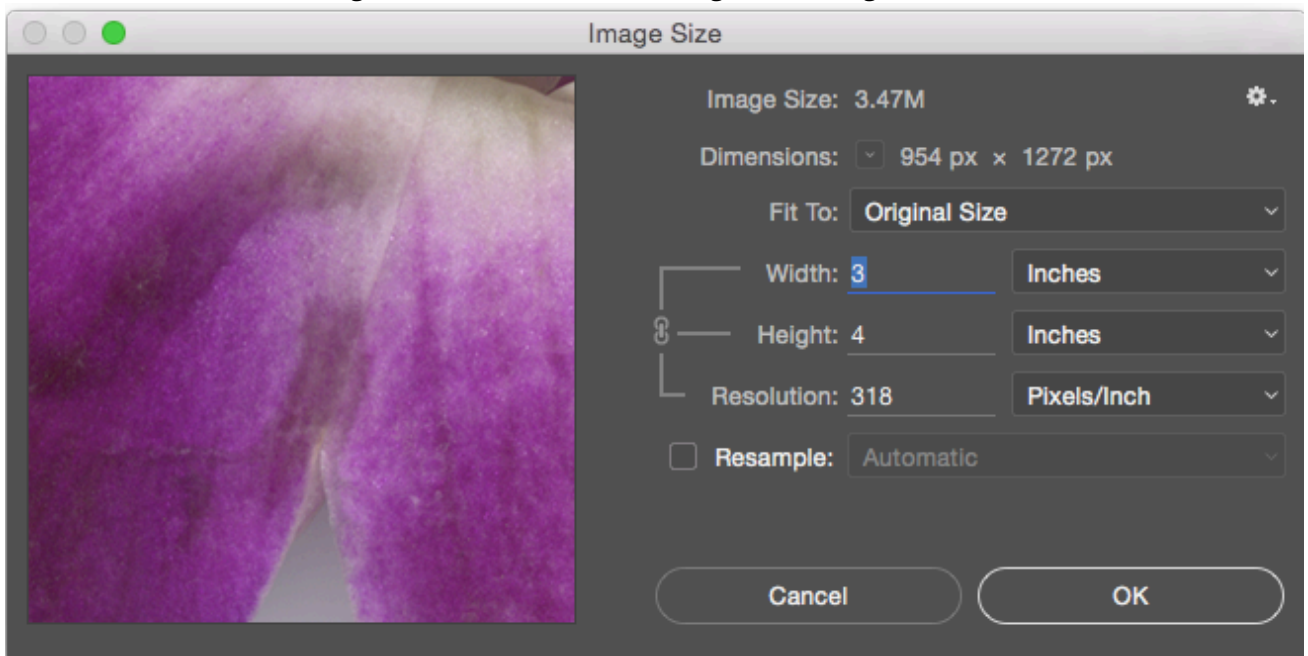 Image Size
Image Size: 3.47M
Dimensions: 954 px × 1272 px
Fit To: Original Size
Width: 3 Inches
Height: 4 Inches
Resolution: 318 Pixels/Inch
Resample: Automatic
Cancel OK